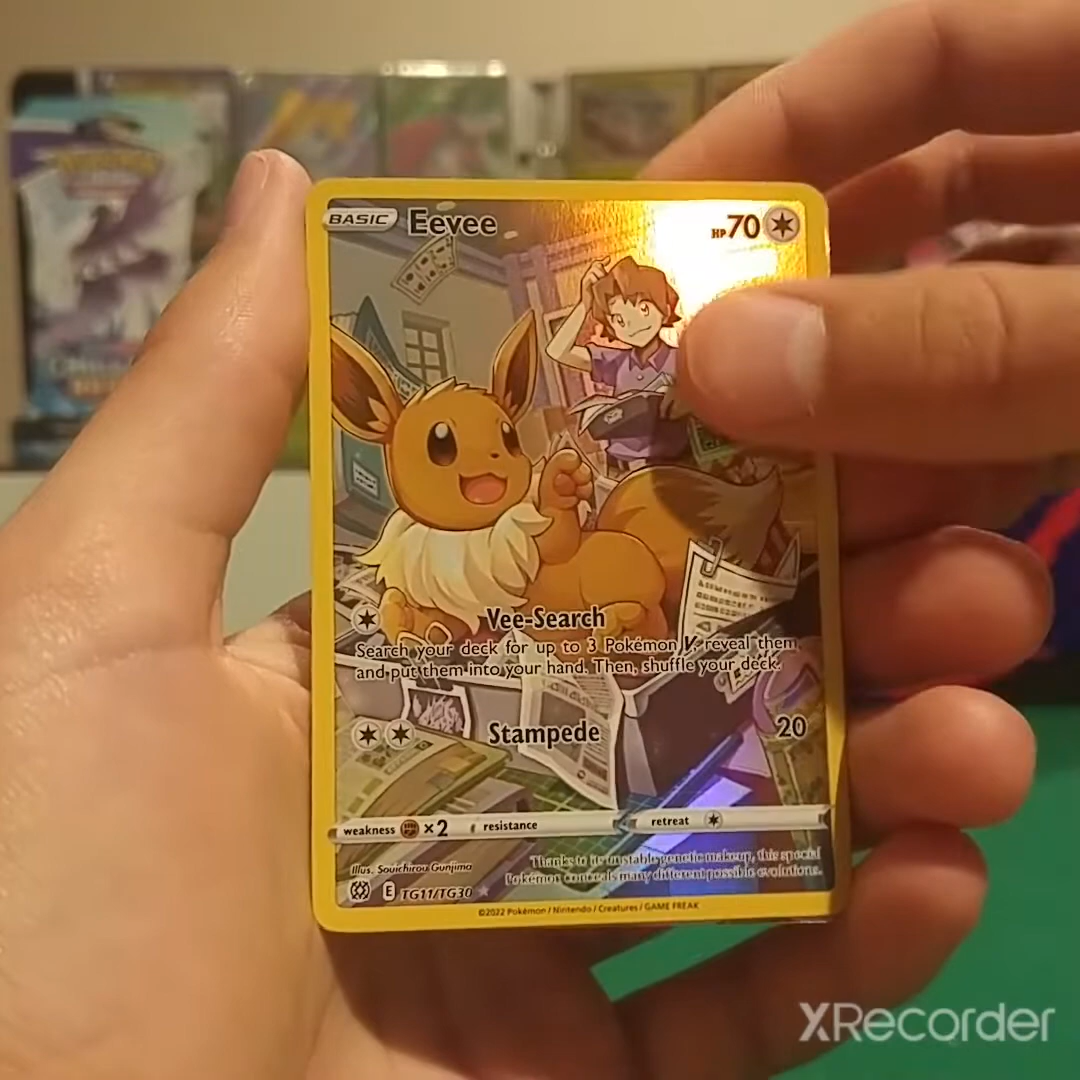 BASIC Eevee HP 70
Vee-Search
Search your deck for up to 3 Pokémon V, reveal them
and put them into your hand. Then, shuffle your deck.
Stampede 20
weakness ×2 resistance retreat
Illus. Souichirou Gunjima
Thanks to its unstable genetic makeup, this special
Pokémon conceals many different possible evolutions.
E TG11/TG30
©2022 Pokémon / Nintendo / Creatures / GAME FREAK
XRecorder